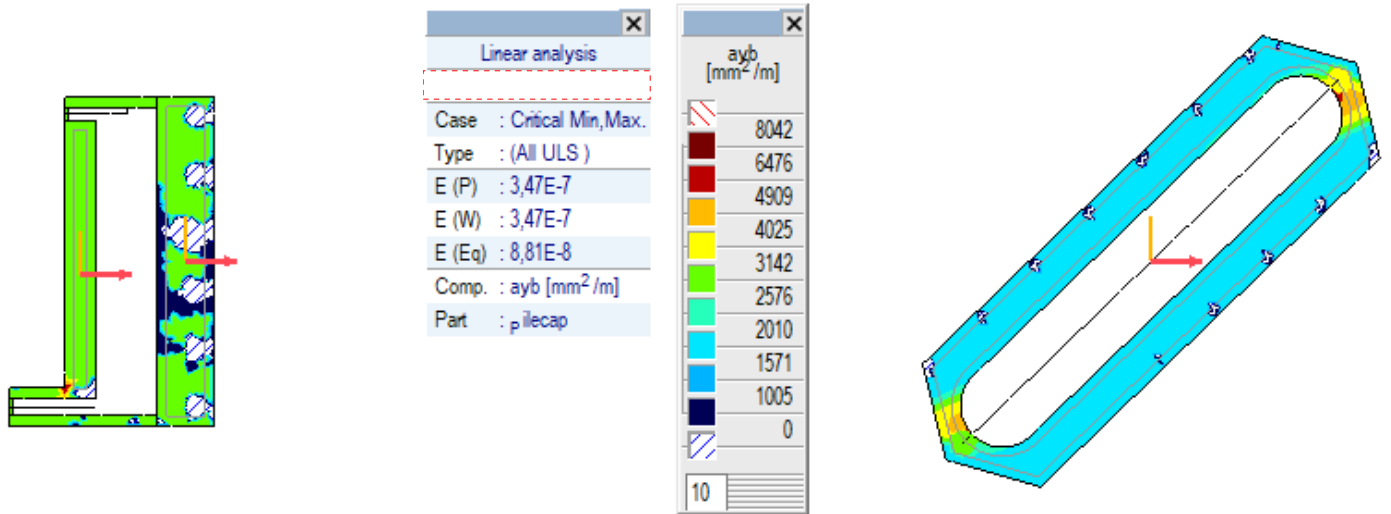 Linear analysis
Case : Critical Min,Max.
Type : (All ULS )
E (P) : 3,47E-7
E (W) : 3,47E-7
E (Eq) : 8,81E-8
Comp. : ayb [mm²/m]
Part : Pilecap
ayb
[mm²/m]
8042
6476
4909
4025
3142
2576
2010
1571
1005
0
10